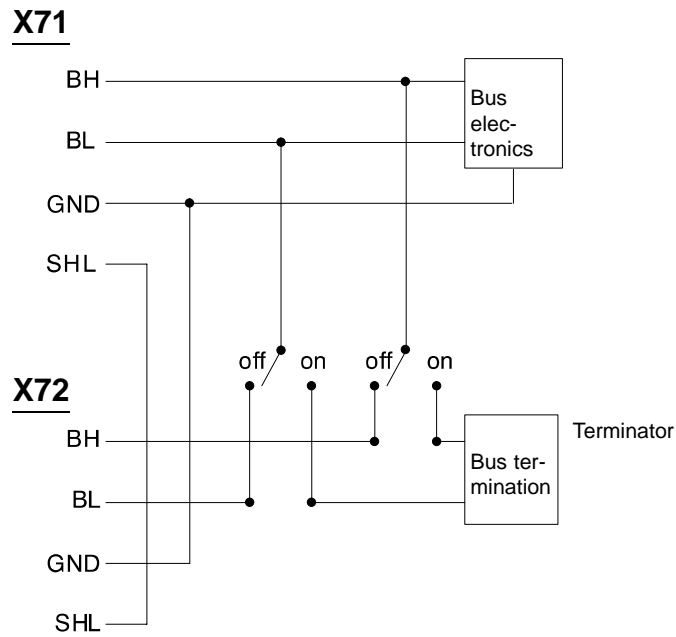 X71
BH
Bus
elec-
tronics
BL
GND
SHL
off on off on
X72
BH
Terminator
Bus ter-
mination
BL
GND
SHL